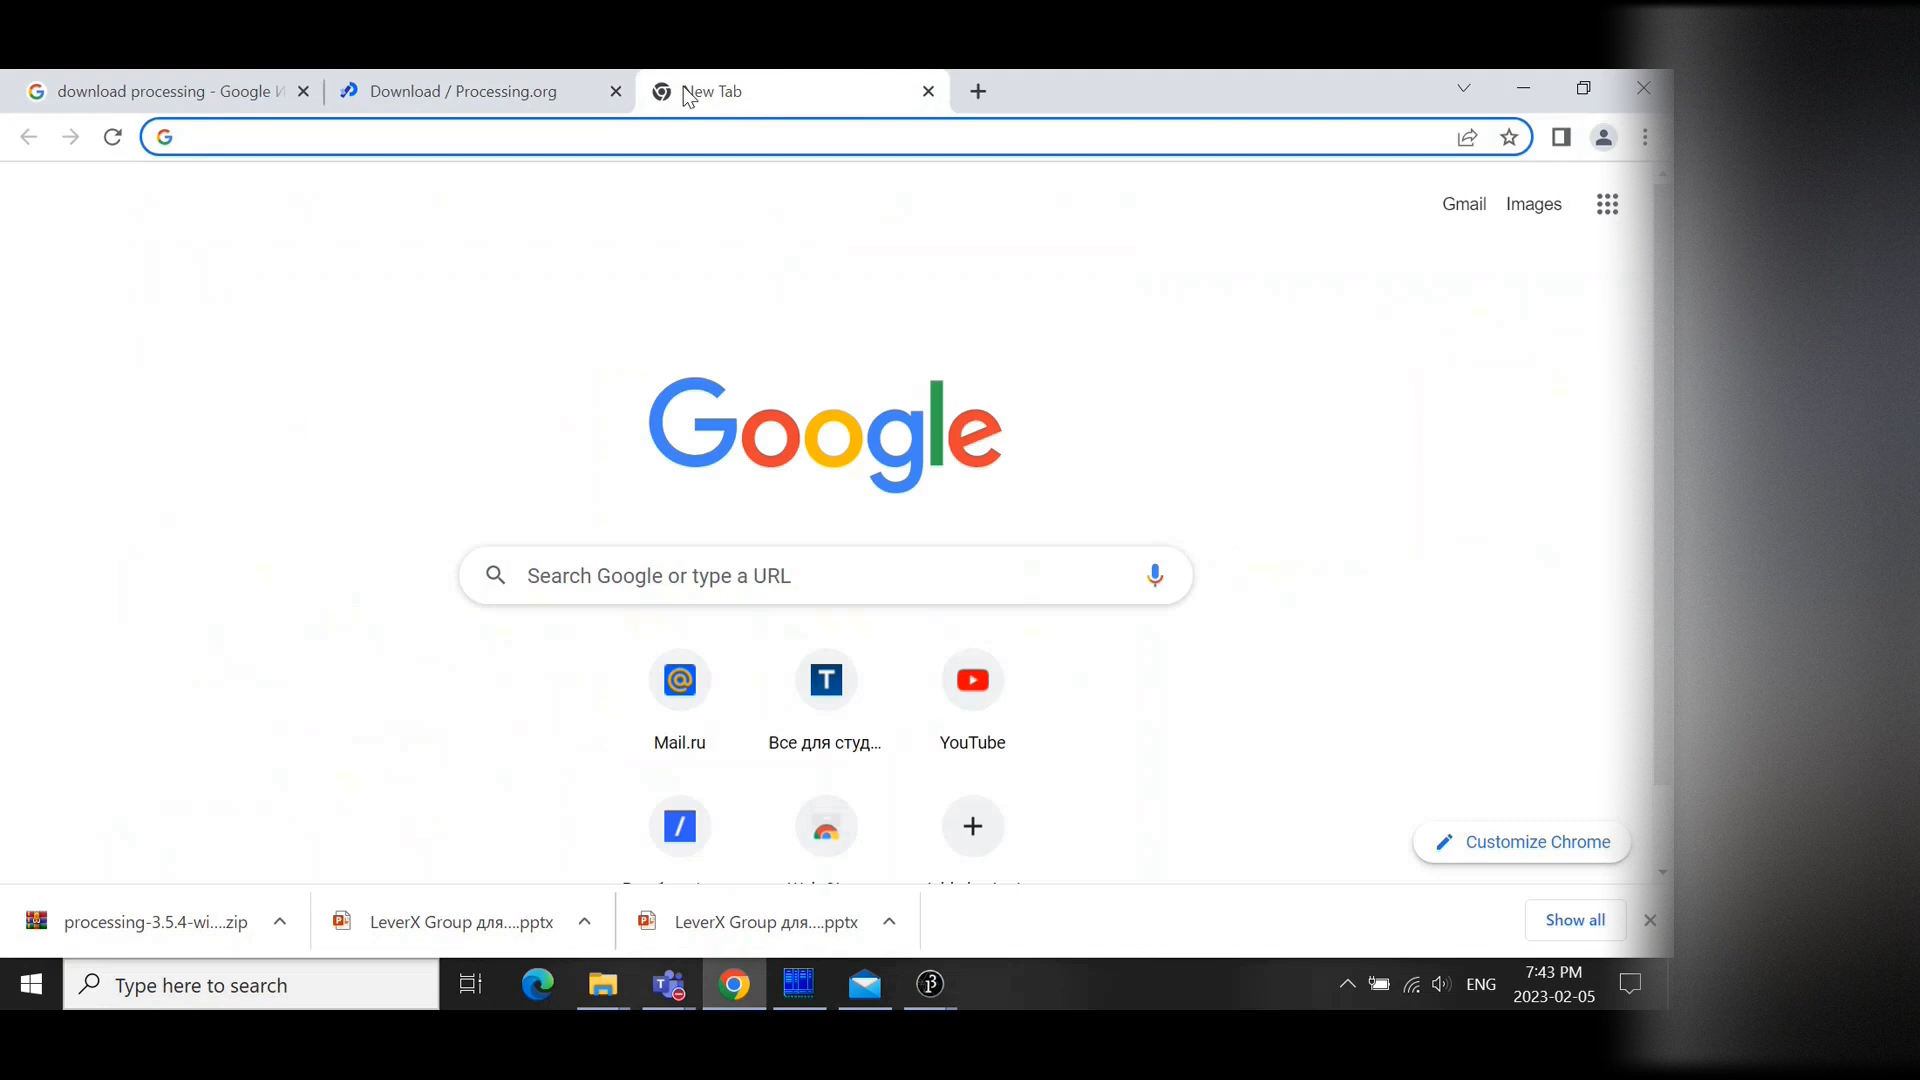 download processing - Google И
Download / Processing.org
New Tab
Gmail
Images
Google
Search Google or type a URL
Mail.ru
Все для студ...
YouTube
Customize Chrome
processing-3.5.4-wi....zip
LeverX Group для....pptx
LeverX Group для....pptx
Show all
Type here to search
ENG
7:43 PM
2023-02-05